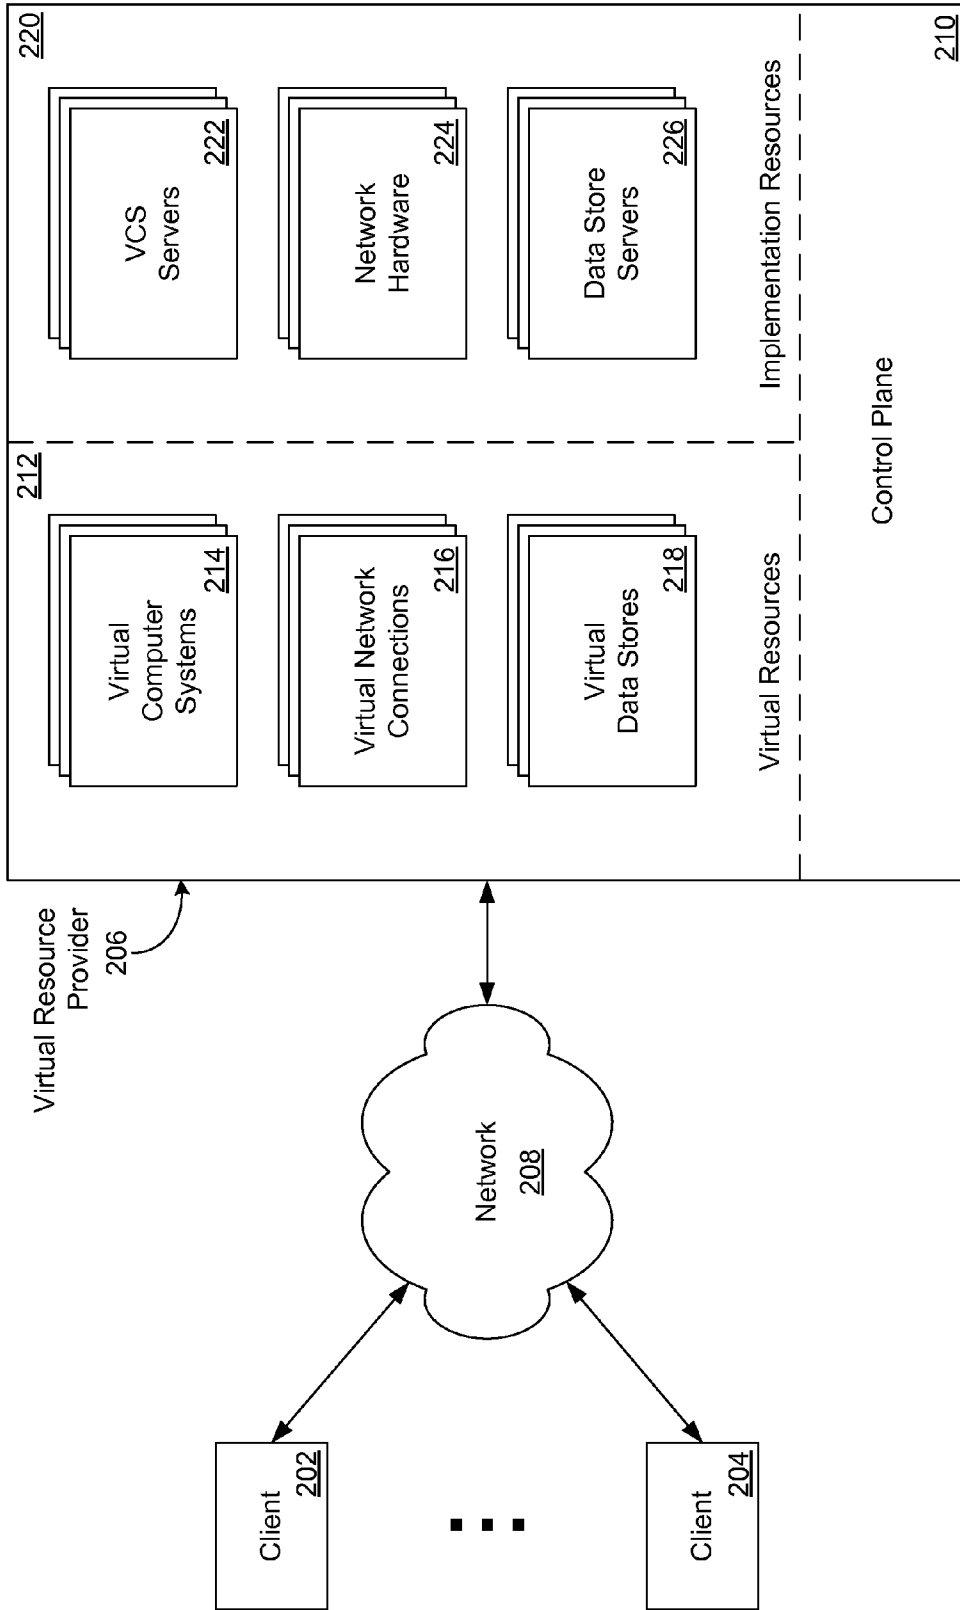 Client
202
Client
204
Network
208
Virtual Resource
Provider
206
212
Virtual
Computer
Systems
214
Virtual Network
Connections
216
Virtual
Data Stores
218
Virtual Resources
220
VCS
Servers
222
Network
Hardware
224
Data Store
Servers
226
Implementation Resources
Control Plane
210